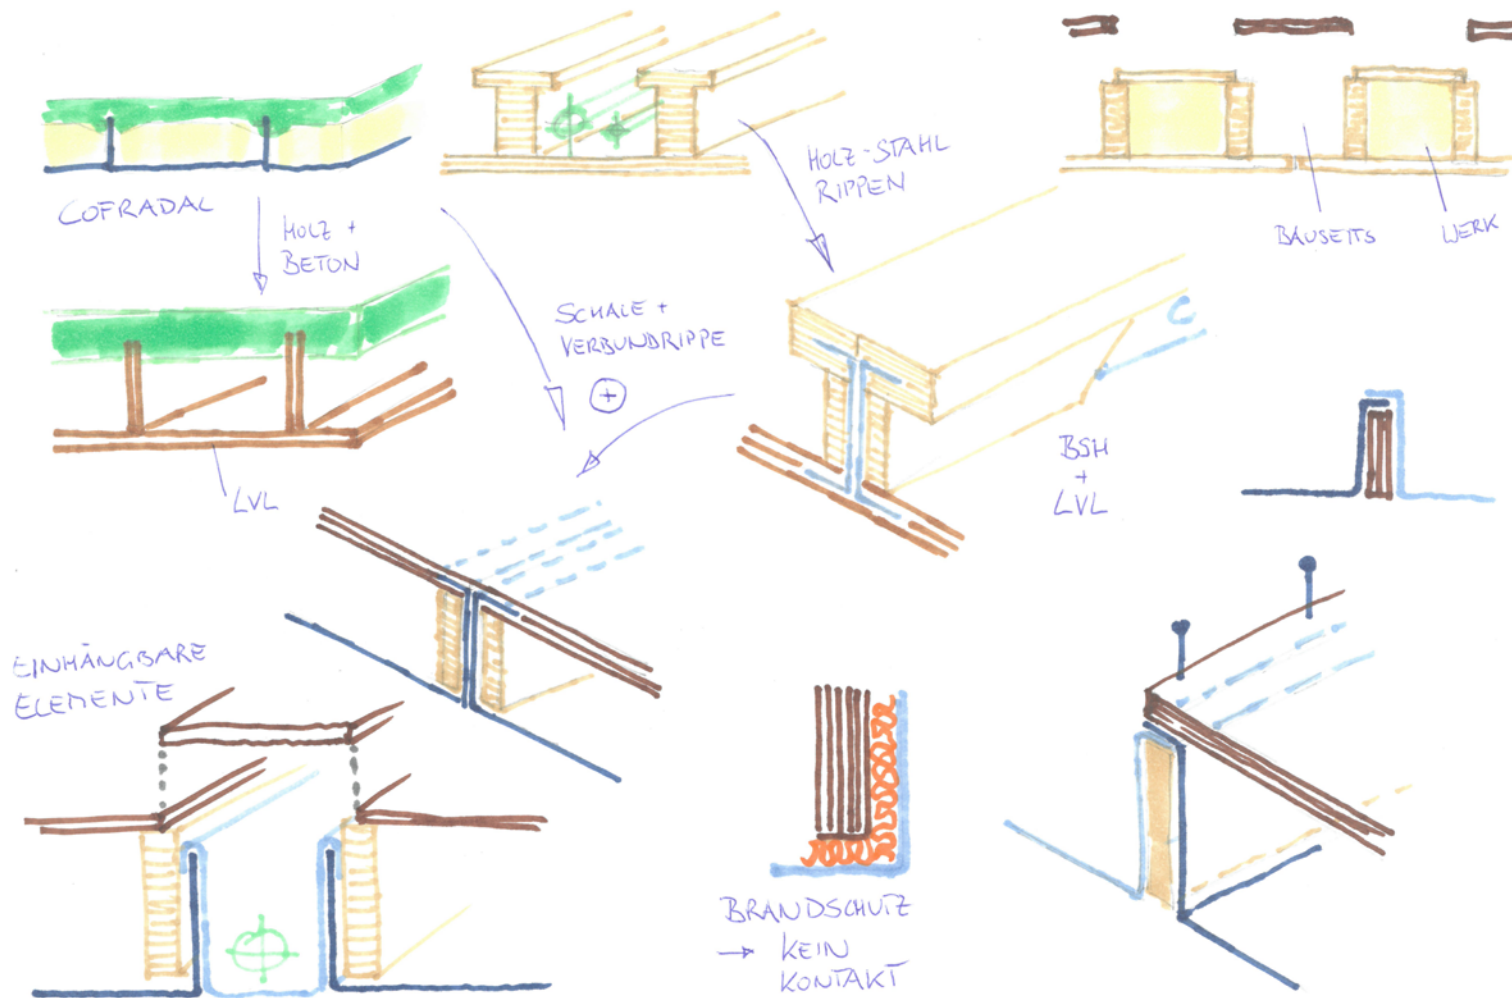 COFRADAL
HOLZ +
BETON
LVL
HOLZ-STAHL
RIPPEN
BAUSEITS
WERK
SCHALE +
VERBUNDRIPPE
+
C
BSH
+
LVL
EINHÄNGBARE
ELEMENTE
BRANDSCHUTZ
→ KEIN
KONTAKT